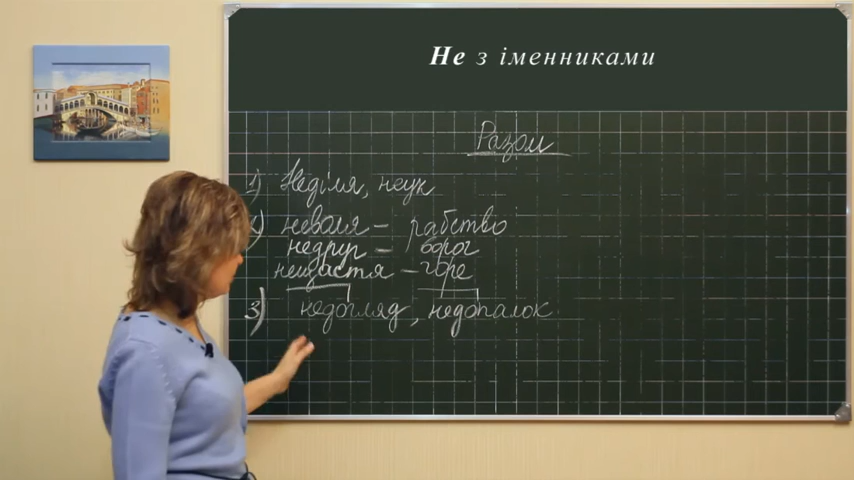 Не з іменниками
Разом
1) Неділя, неук
2) неволя – рабство
недруг – ворог
нещастя – горе
3) недогляд, недопалок